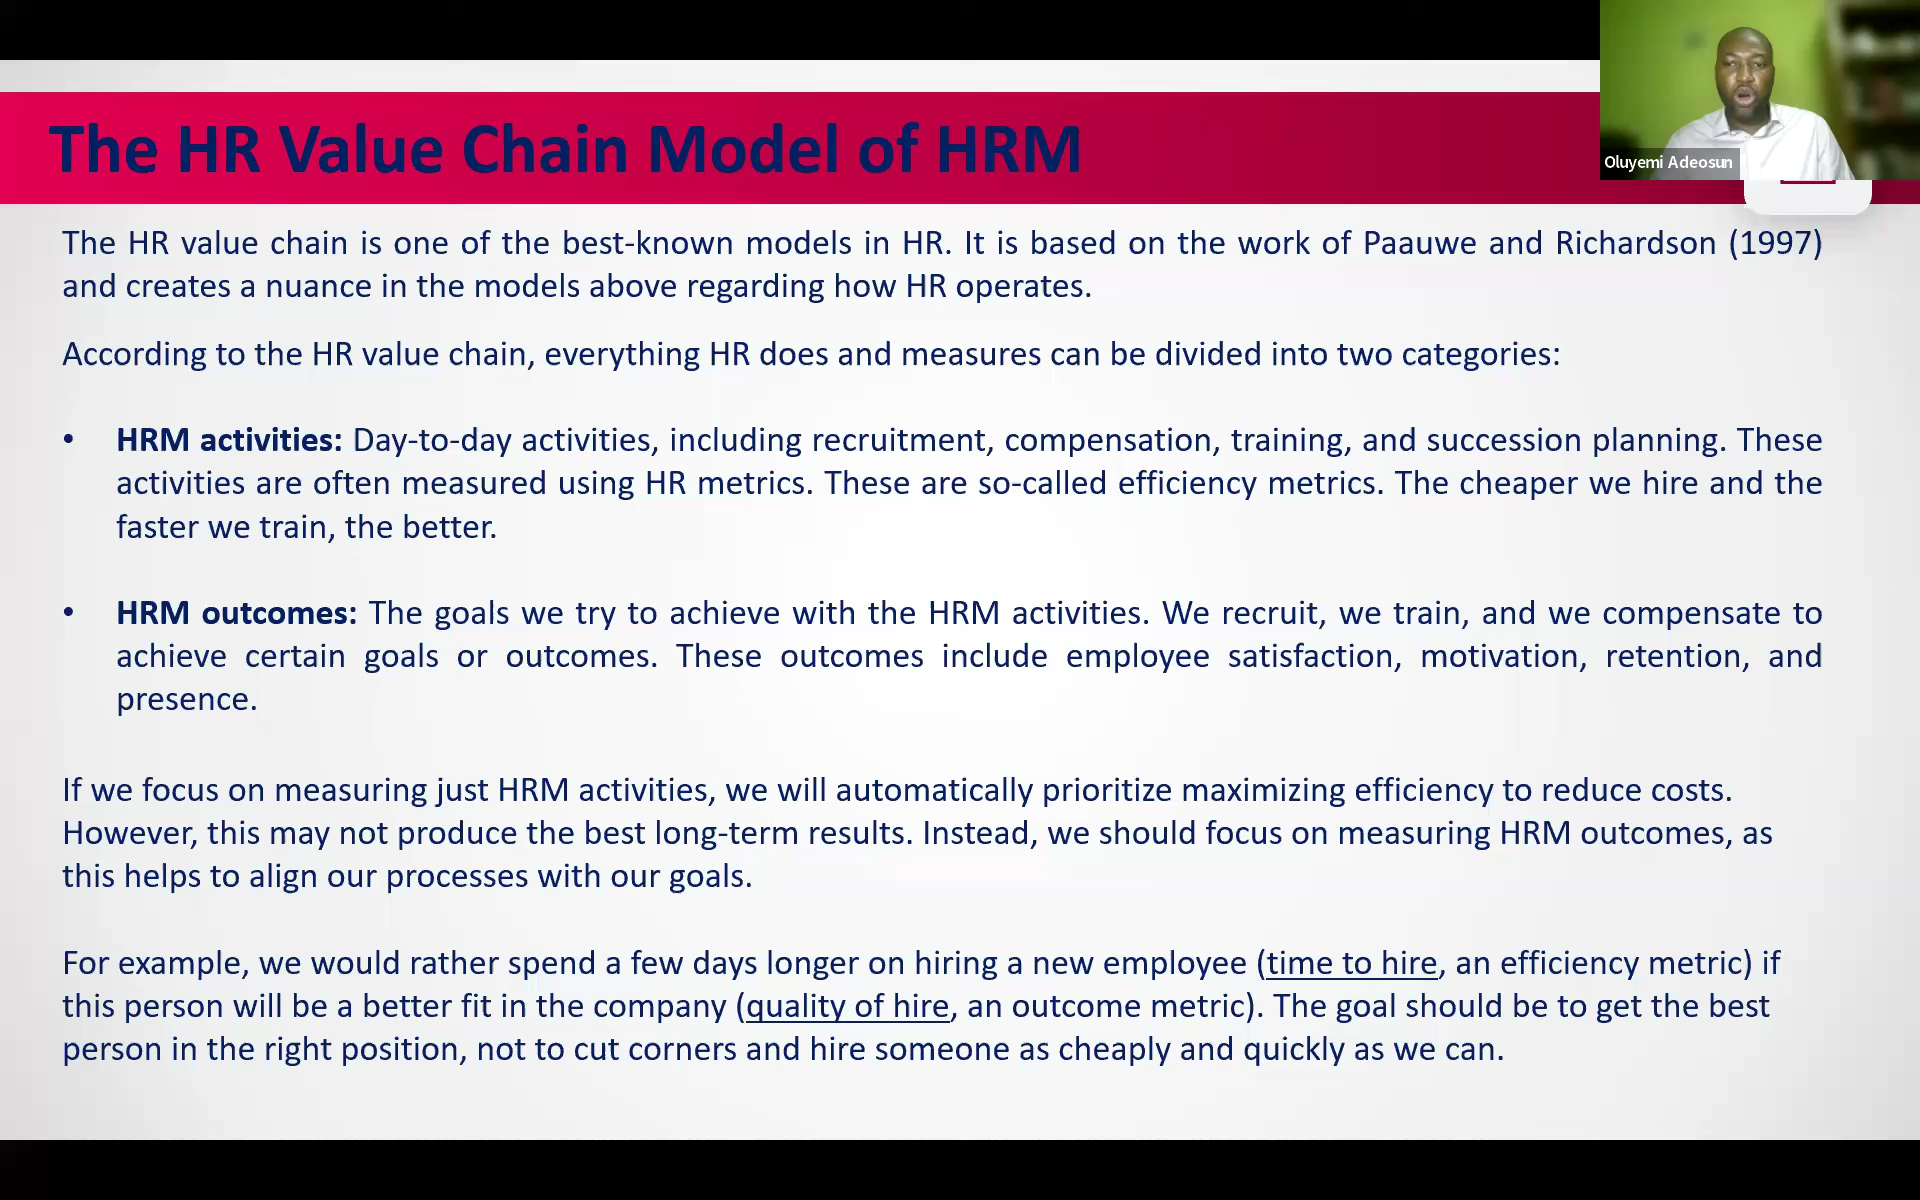 The HR Value Chain Model of HRM
Oluyemi Adeosun
The HR value chain is one of the best-known models in HR. It is based on the work of Paauwe and Richardson (1997)
and creates a nuance in the models above regarding how HR operates.
According to the HR value chain, everything HR does and measures can be divided into two categories:
• HRM activities: Day-to-day activities, including recruitment, compensation, training, and succession planning. These
activities are often measured using HR metrics. These are so-called efficiency metrics. The cheaper we hire and the
faster we train, the better.
• HRM outcomes: The goals we try to achieve with the HRM activities. We recruit, we train, and we compensate to
achieve certain goals or outcomes. These outcomes include employee satisfaction, motivation, retention, and
presence.
If we focus on measuring just HRM activities, we will automatically prioritize maximizing efficiency to reduce costs.
However, this may not produce the best long-term results. Instead, we should focus on measuring HRM outcomes, as
this helps to align our processes with our goals.
For example, we would rather spend a few days longer on hiring a new employee (time to hire, an efficiency metric) if
this person will be a better fit in the company (quality of hire, an outcome metric). The goal should be to get the best
person in the right position, not to cut corners and hire someone as cheaply and quickly as we can.